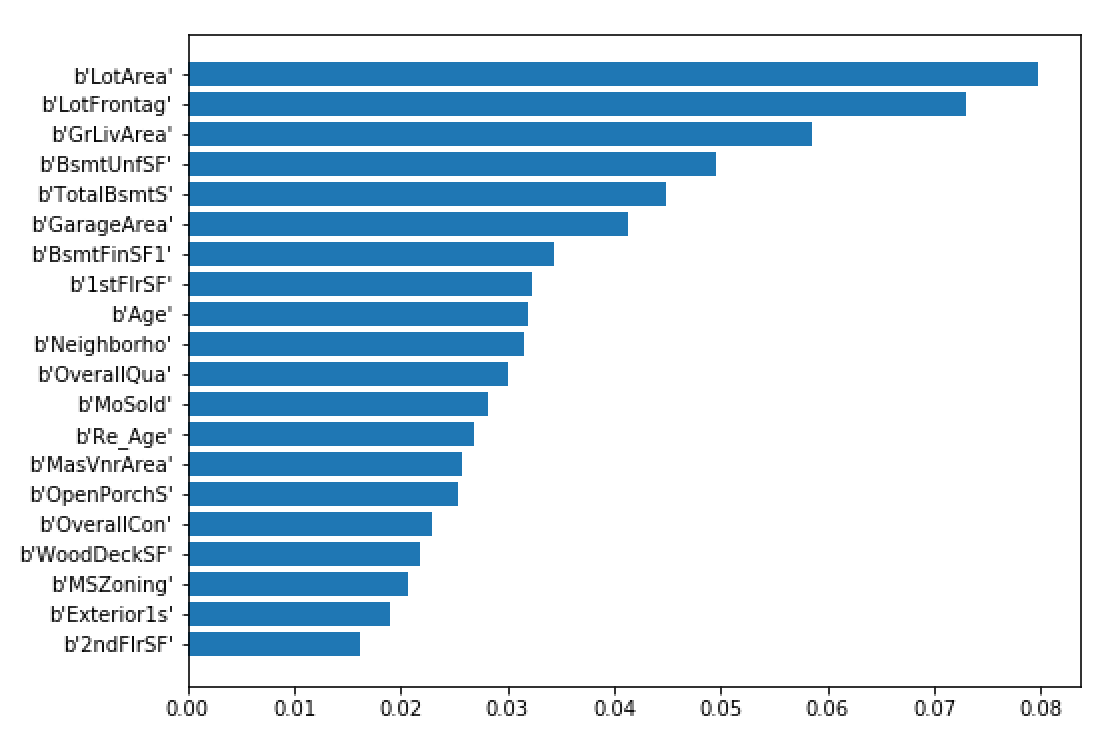 b'LotArea'
b'LotFrontag'
b'GrLivArea'
b'BsmtUnfSF'
b'TotalBsmtS'
b'GarageArea'
b'BsmtFinSF1'
b'1stFlrSF'
b'Age'
b'Neighborho'
b'OverallQua'
b'MoSold'
b'Re_Age'
b'MasVnrArea'
b'OpenPorchS'
b'OverallCon'
b'WoodDeckSF'
b'MSZoning'
b'Exterior1s'
b'2ndFlrSF'
0.00 0.01 0.02 0.03 0.04 0.05 0.06 0.07 0.08